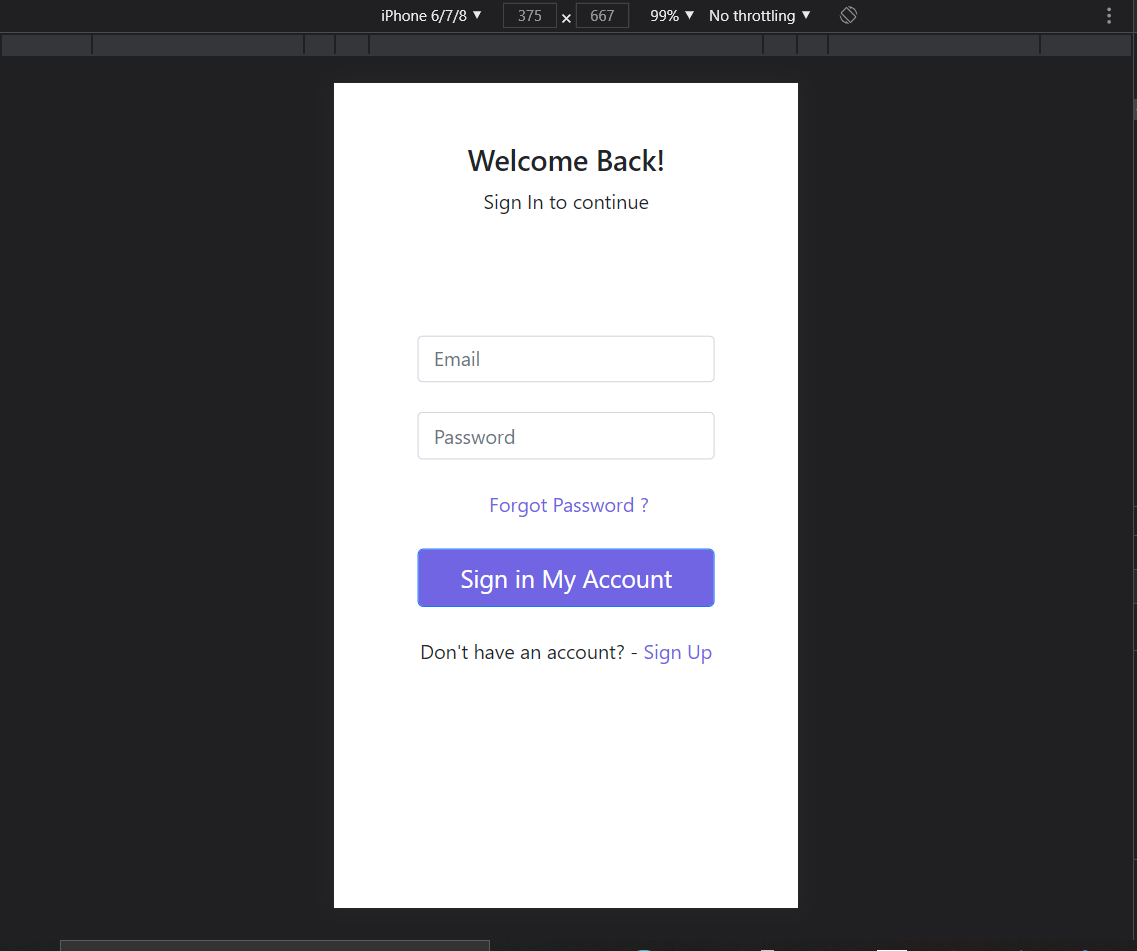 iPhone 6/7/8 ▼ 375 × 667 99% ▼ No throttling ▼
Welcome Back!
Sign In to continue
Email
Password
Forgot Password ?
Sign in My Account
Don't have an account? - Sign Up